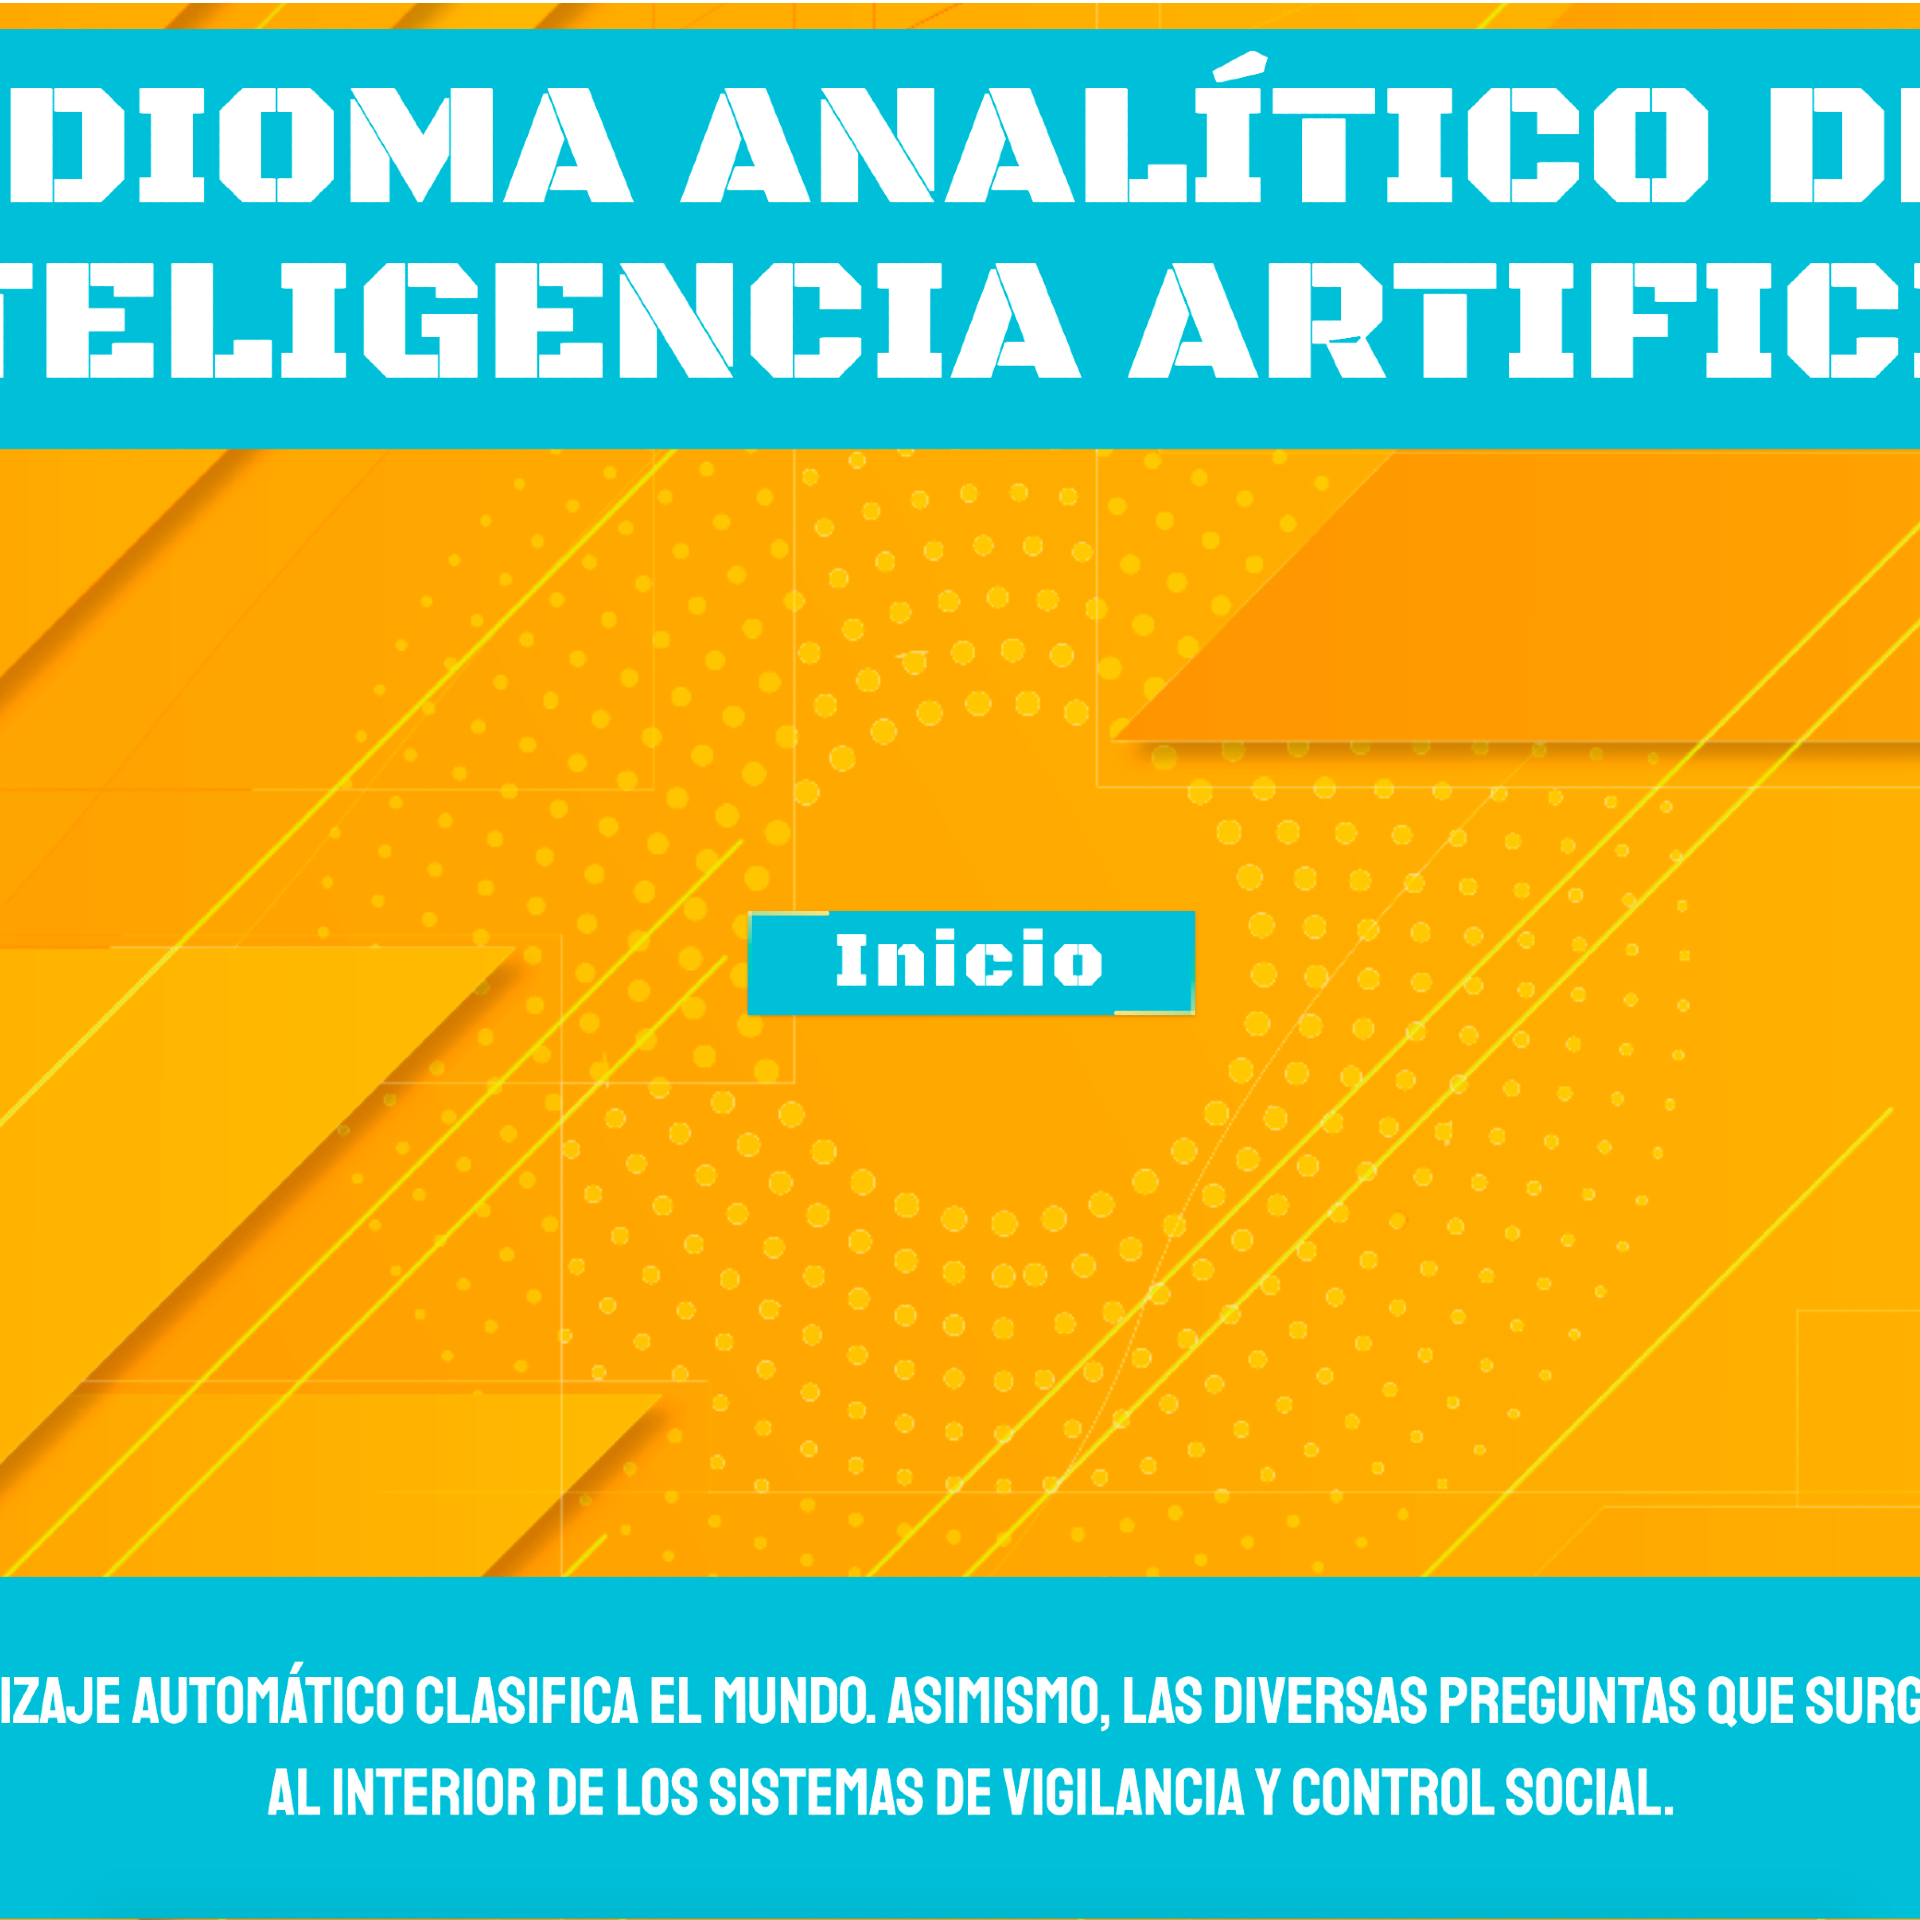 IDIOMA ANALÍTICO DE
TELIGENCIA ARTIFICI
Inicio
IZAJE AUTOMÁTICO CLASIFICA EL MUNDO. ASIMISMO, LAS DIVERSAS PREGUNTAS QUE SURG
AL INTERIOR DE LOS SISTEMAS DE VIGILANCIA Y CONTROL SOCIAL.